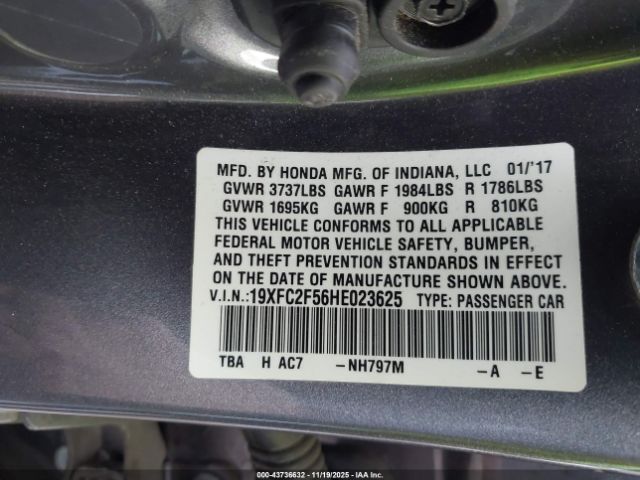 MFD. BY HONDA MFG. OF INDIANA, LLC 01/'17
GVWR 3737LBS GAWR F 1984LBS R 1786LBS
GVWR 1695KG GAWR F 900KG R 810KG
THIS VEHICLE CONFORMS TO ALL APPLICABLE
FEDERAL MOTOR VEHICLE SAFETY, BUMPER,
AND THEFT PREVENTION STANDARDS IN EFFECT
ON THE DATE OF MANUFACTURE SHOWN ABOVE.
V.I.N.:19XFC2F56HE023625 TYPE: PASSENGER CAR
TBA H AC7 -NH797M -A -E
000-43736632 - 11/19/2025 - IAAI, Inc.